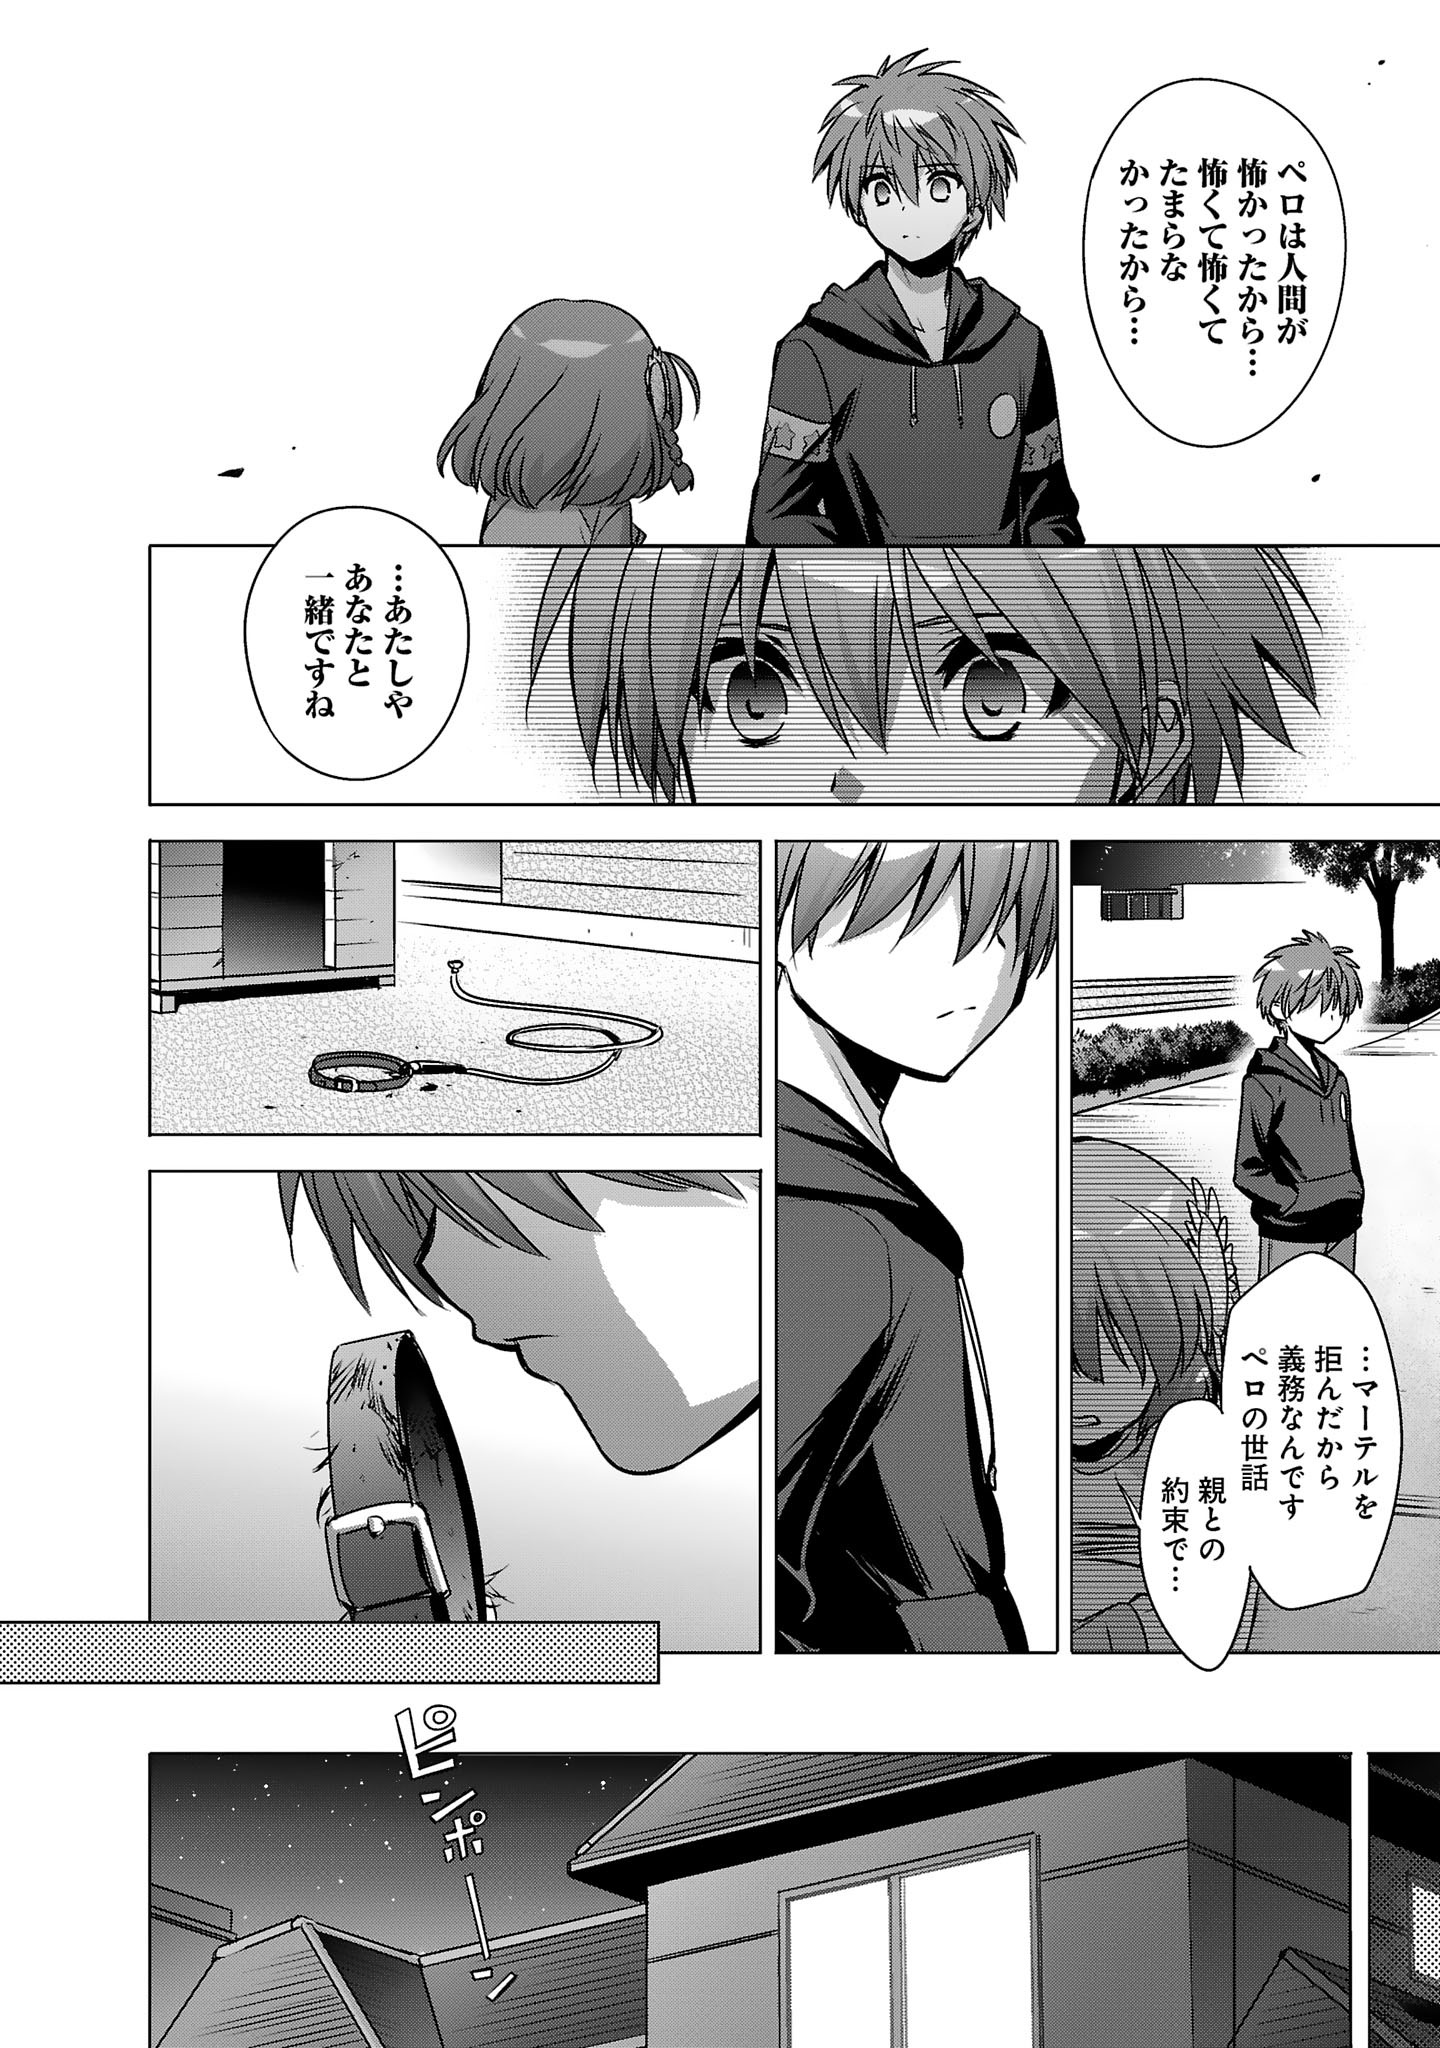 ペロは人間が
怖かったから…
怖くて怖くて
たまらな
かったから…
…あたしゃ
あなたと
一緒ですね
…マーテルを
拒んだから
義務なんです
ペロの世話
親との
約束で…
ピンポーン